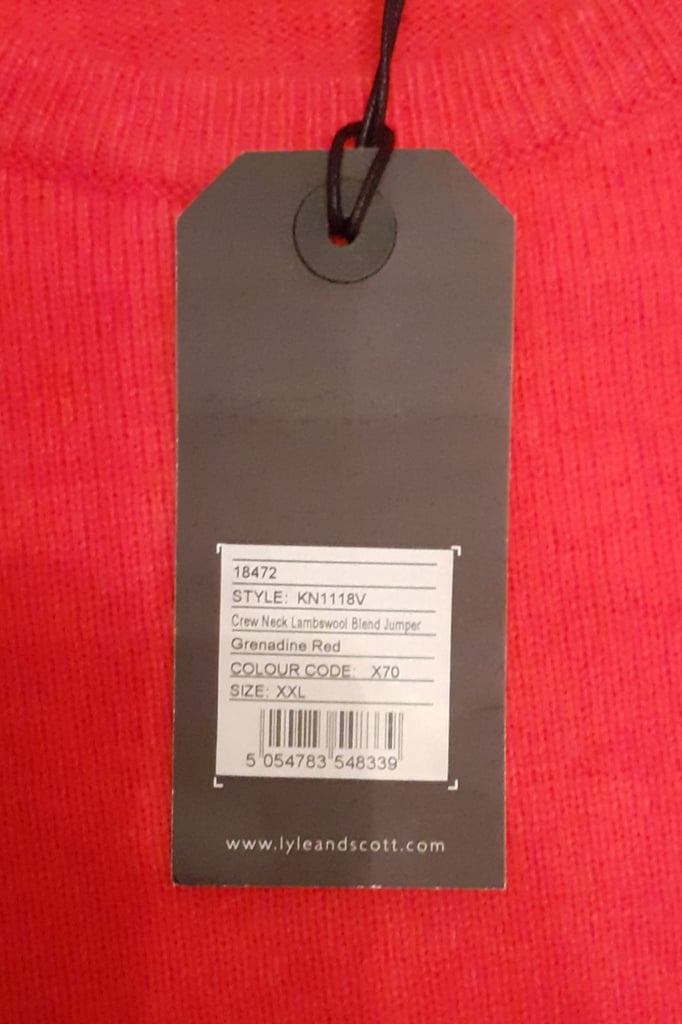 18472
STYLE: KN1118V
Crew Neck Lambswool Blend Jumper
Grenadine Red
COLOUR CODE: X70
SIZE: XXL
5 054783 548339
www.lyleandscott.com